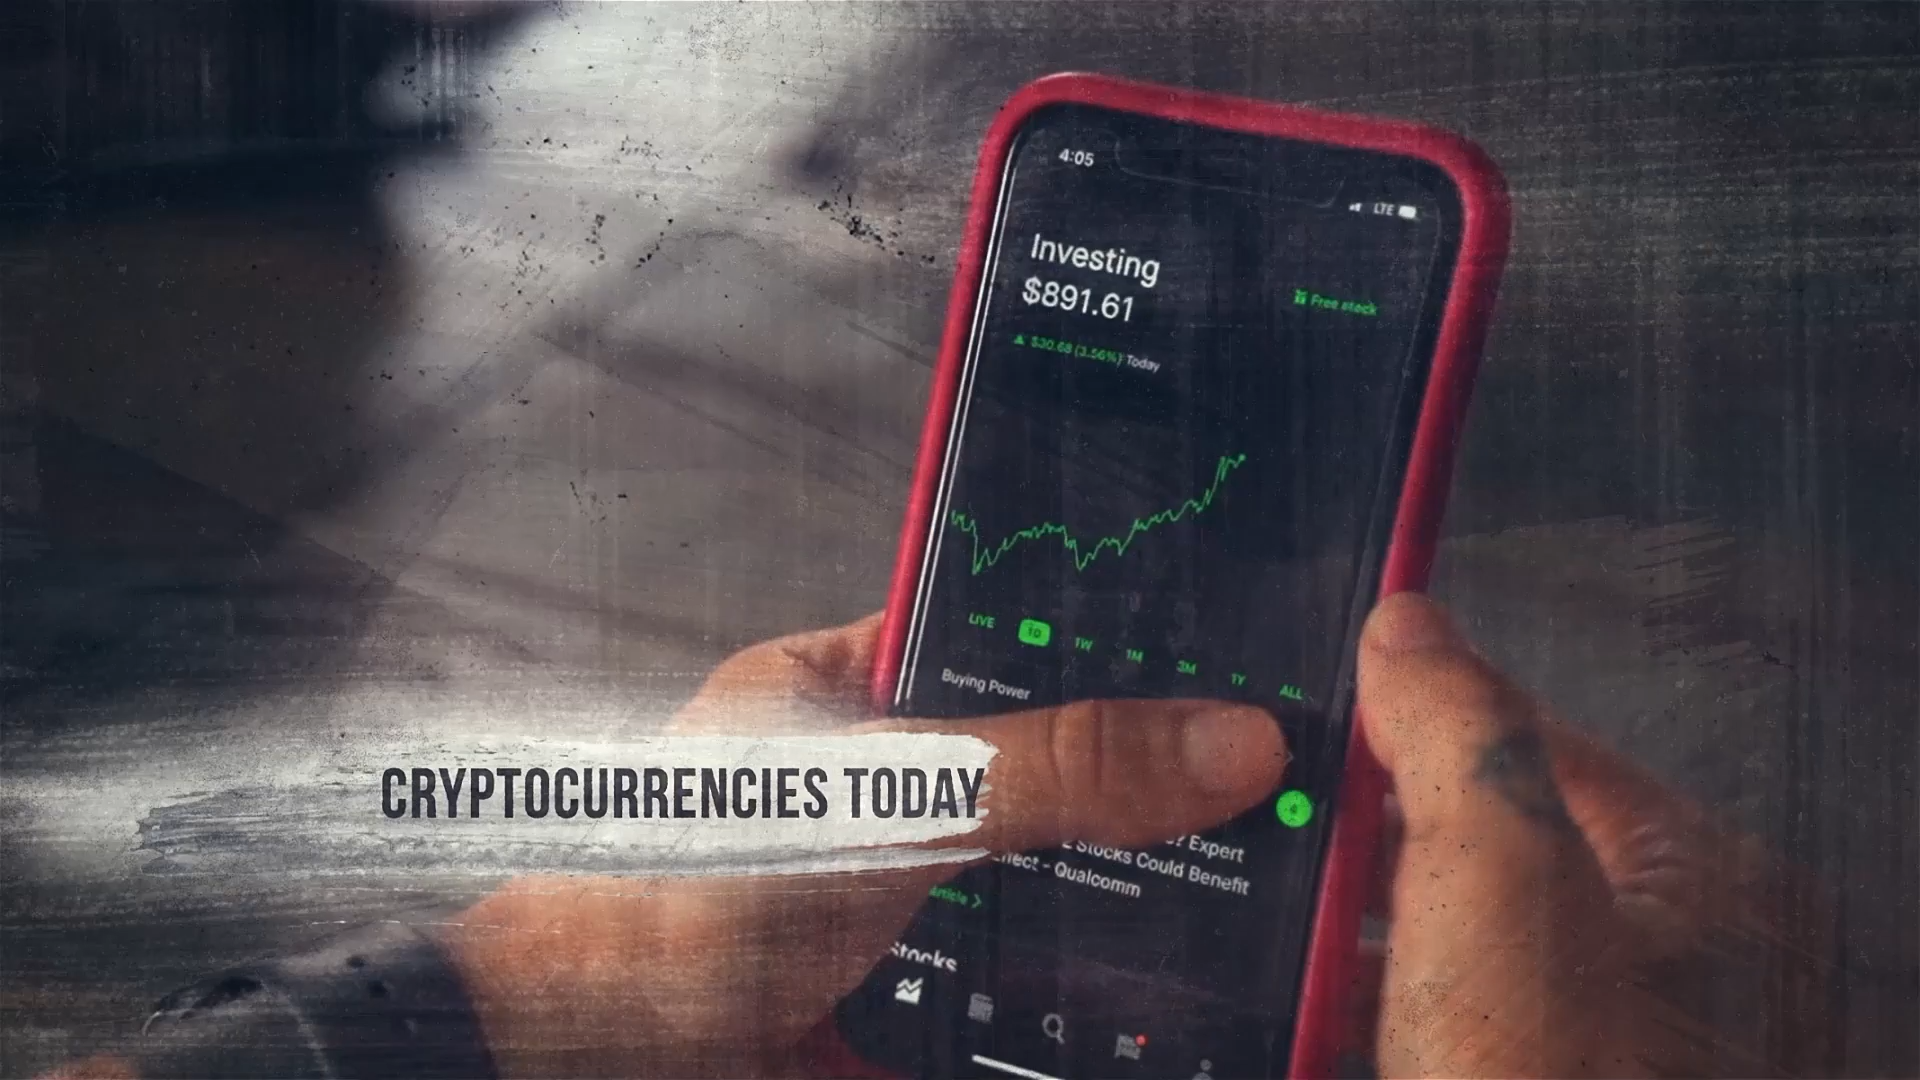 4:05
LTE
Investing
$891.61
Free stock
$30.68 (3.56%) Today
LIVE 1D 1W 1M 3M 1Y ALL
Buying Power
CRYPTOCURRENCIES TODAY
? Expert
Stocks Could Benefit
- Qualcomm
Article >
Stocks